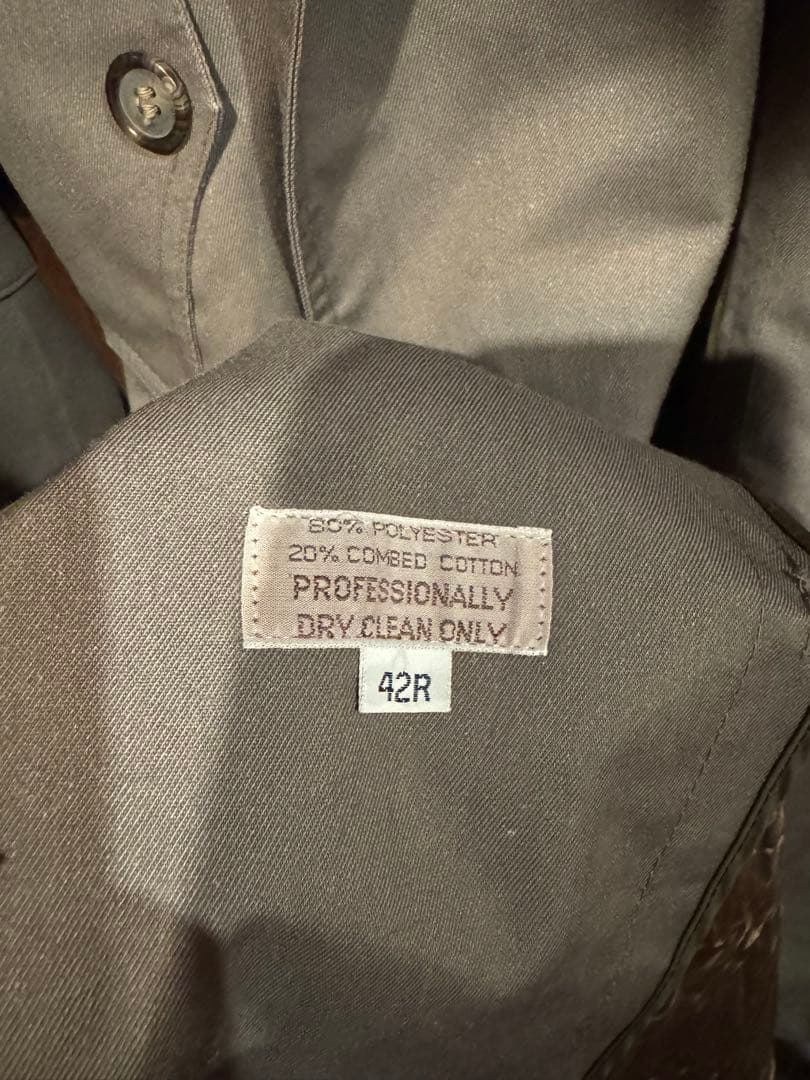 80% POLYESTER
20% COMBED COTTON
PROFESSIONALLY
DRY CLEAN ONLY
42R